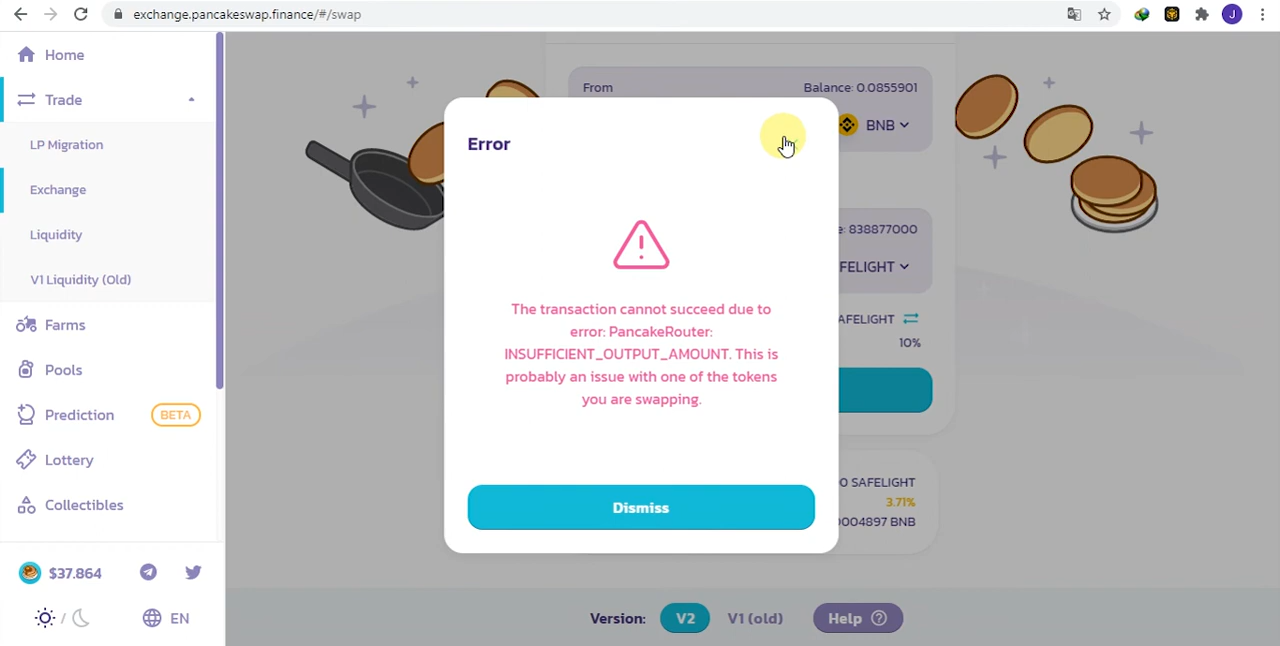 exchange.pancakeswap.finance/#/swap
J
Home
Trade
LP Migration
Exchange
Liquidity
V1 Liquidity (Old)
Farms
Pools
Prediction
BETA
Lottery
Collectibles
$37.864
/
EN
From
Balance: 0.0855901
BNB
Error
The transaction cannot succeed due to
error: PancakeRouter:
INSUFFICIENT_OUTPUT_AMOUNT. This is
probably an issue with one of the tokens
you are swapping.
Dismiss
e: 838877000
FELIGHT
AFELIGHT
10%
O SAFELIGHT
3.71%
0004897 BNB
Version:
V2
V1 (old)
Help